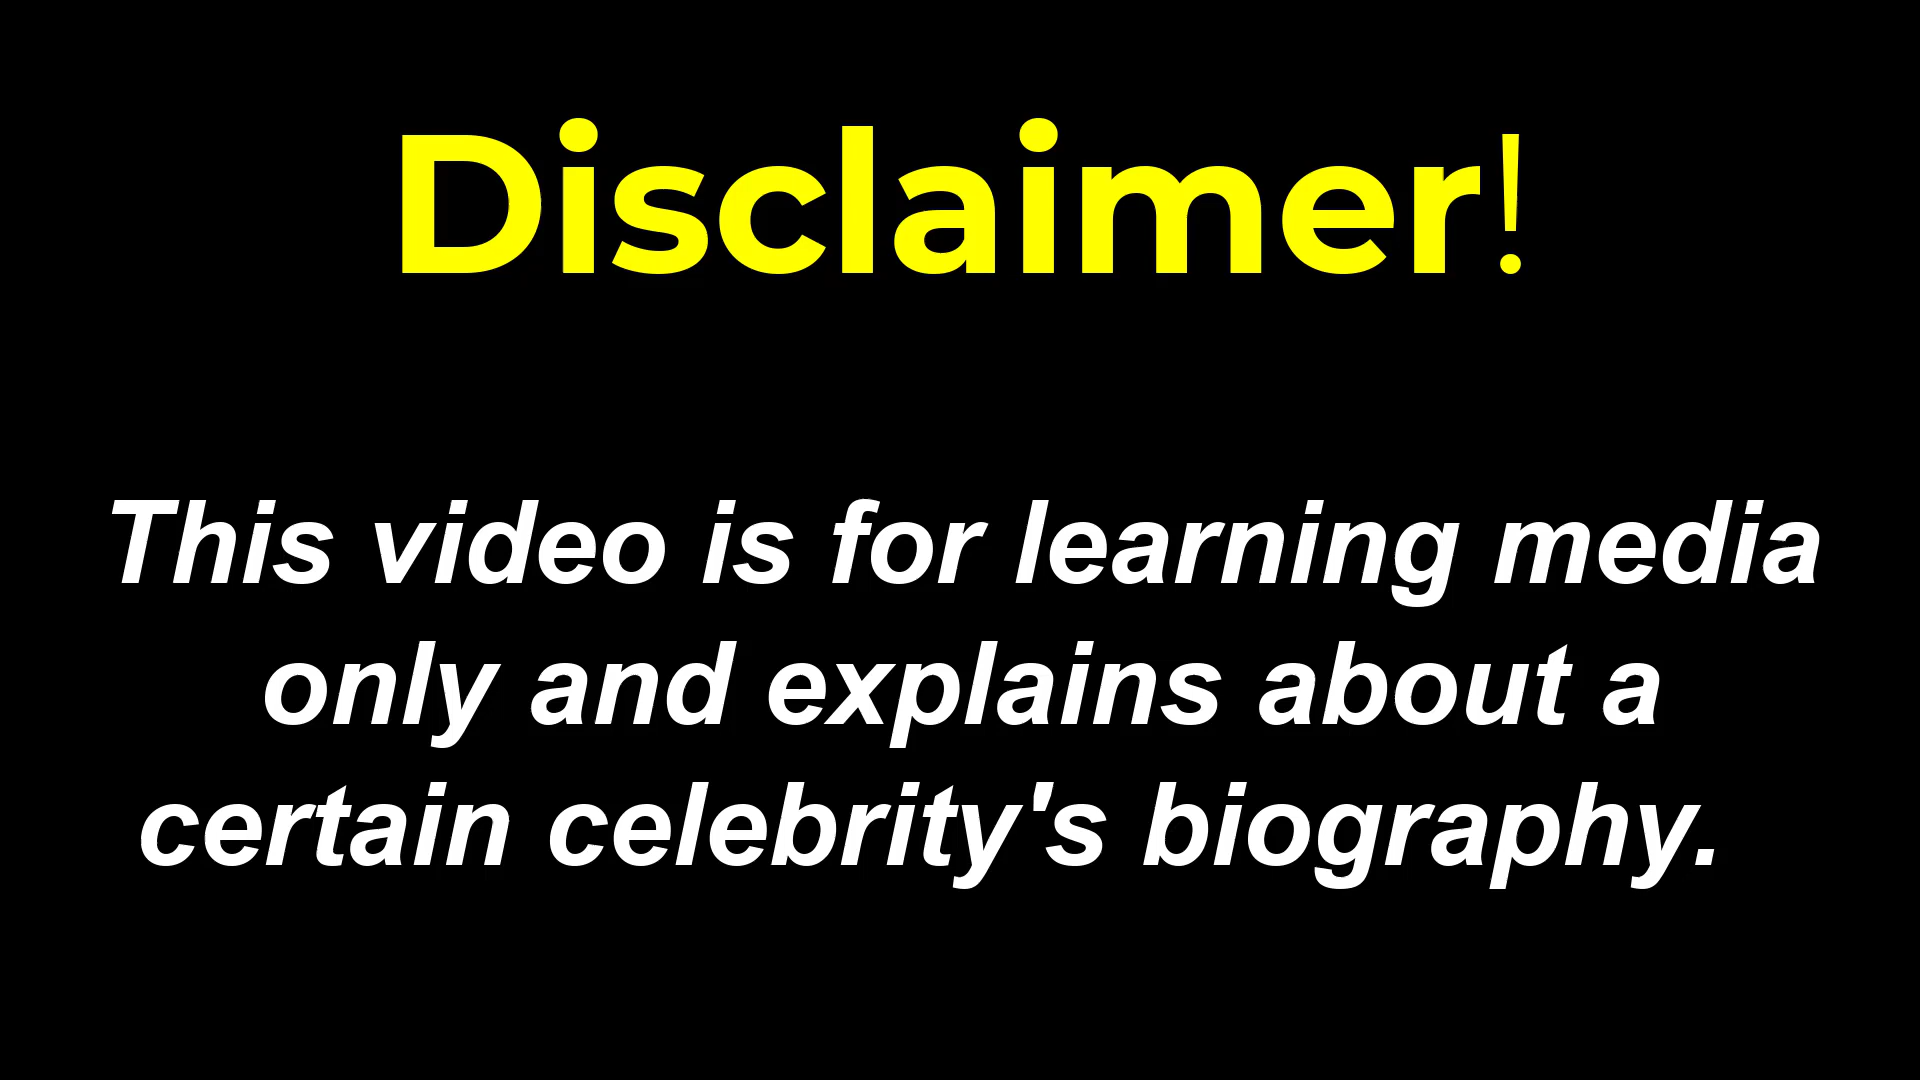 Disclaimer!
This video is for learning media
only and explains about a
certain celebrity's biography.